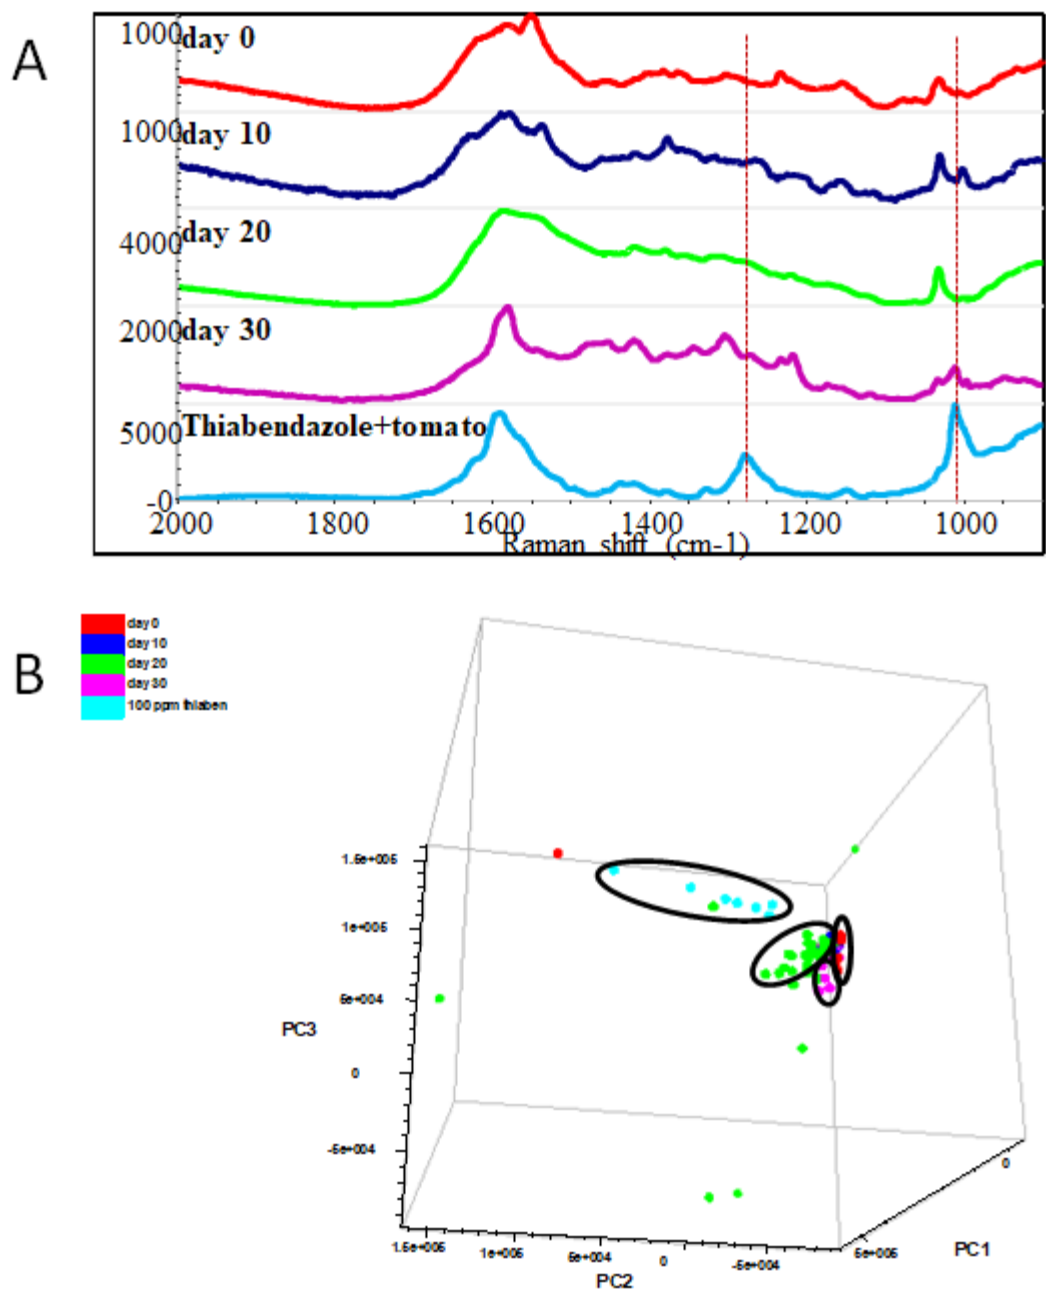 A
1000 day 0
1000 day 10
day 20
4000
2000 day 30
5000 Thiabendazole+tomato
-0
2000 1800 1600 1400 1200 1000
Raman shift (cm-1)
B
day 0
day 10
day 20
day 30
100 ppm thiaben
1.5e+005
1e+005
5e+004
PC3
0
-5e+004
0
1.5e+005 1e+005 5e+004 0 -5e+004
5e+005
PC1
PC2